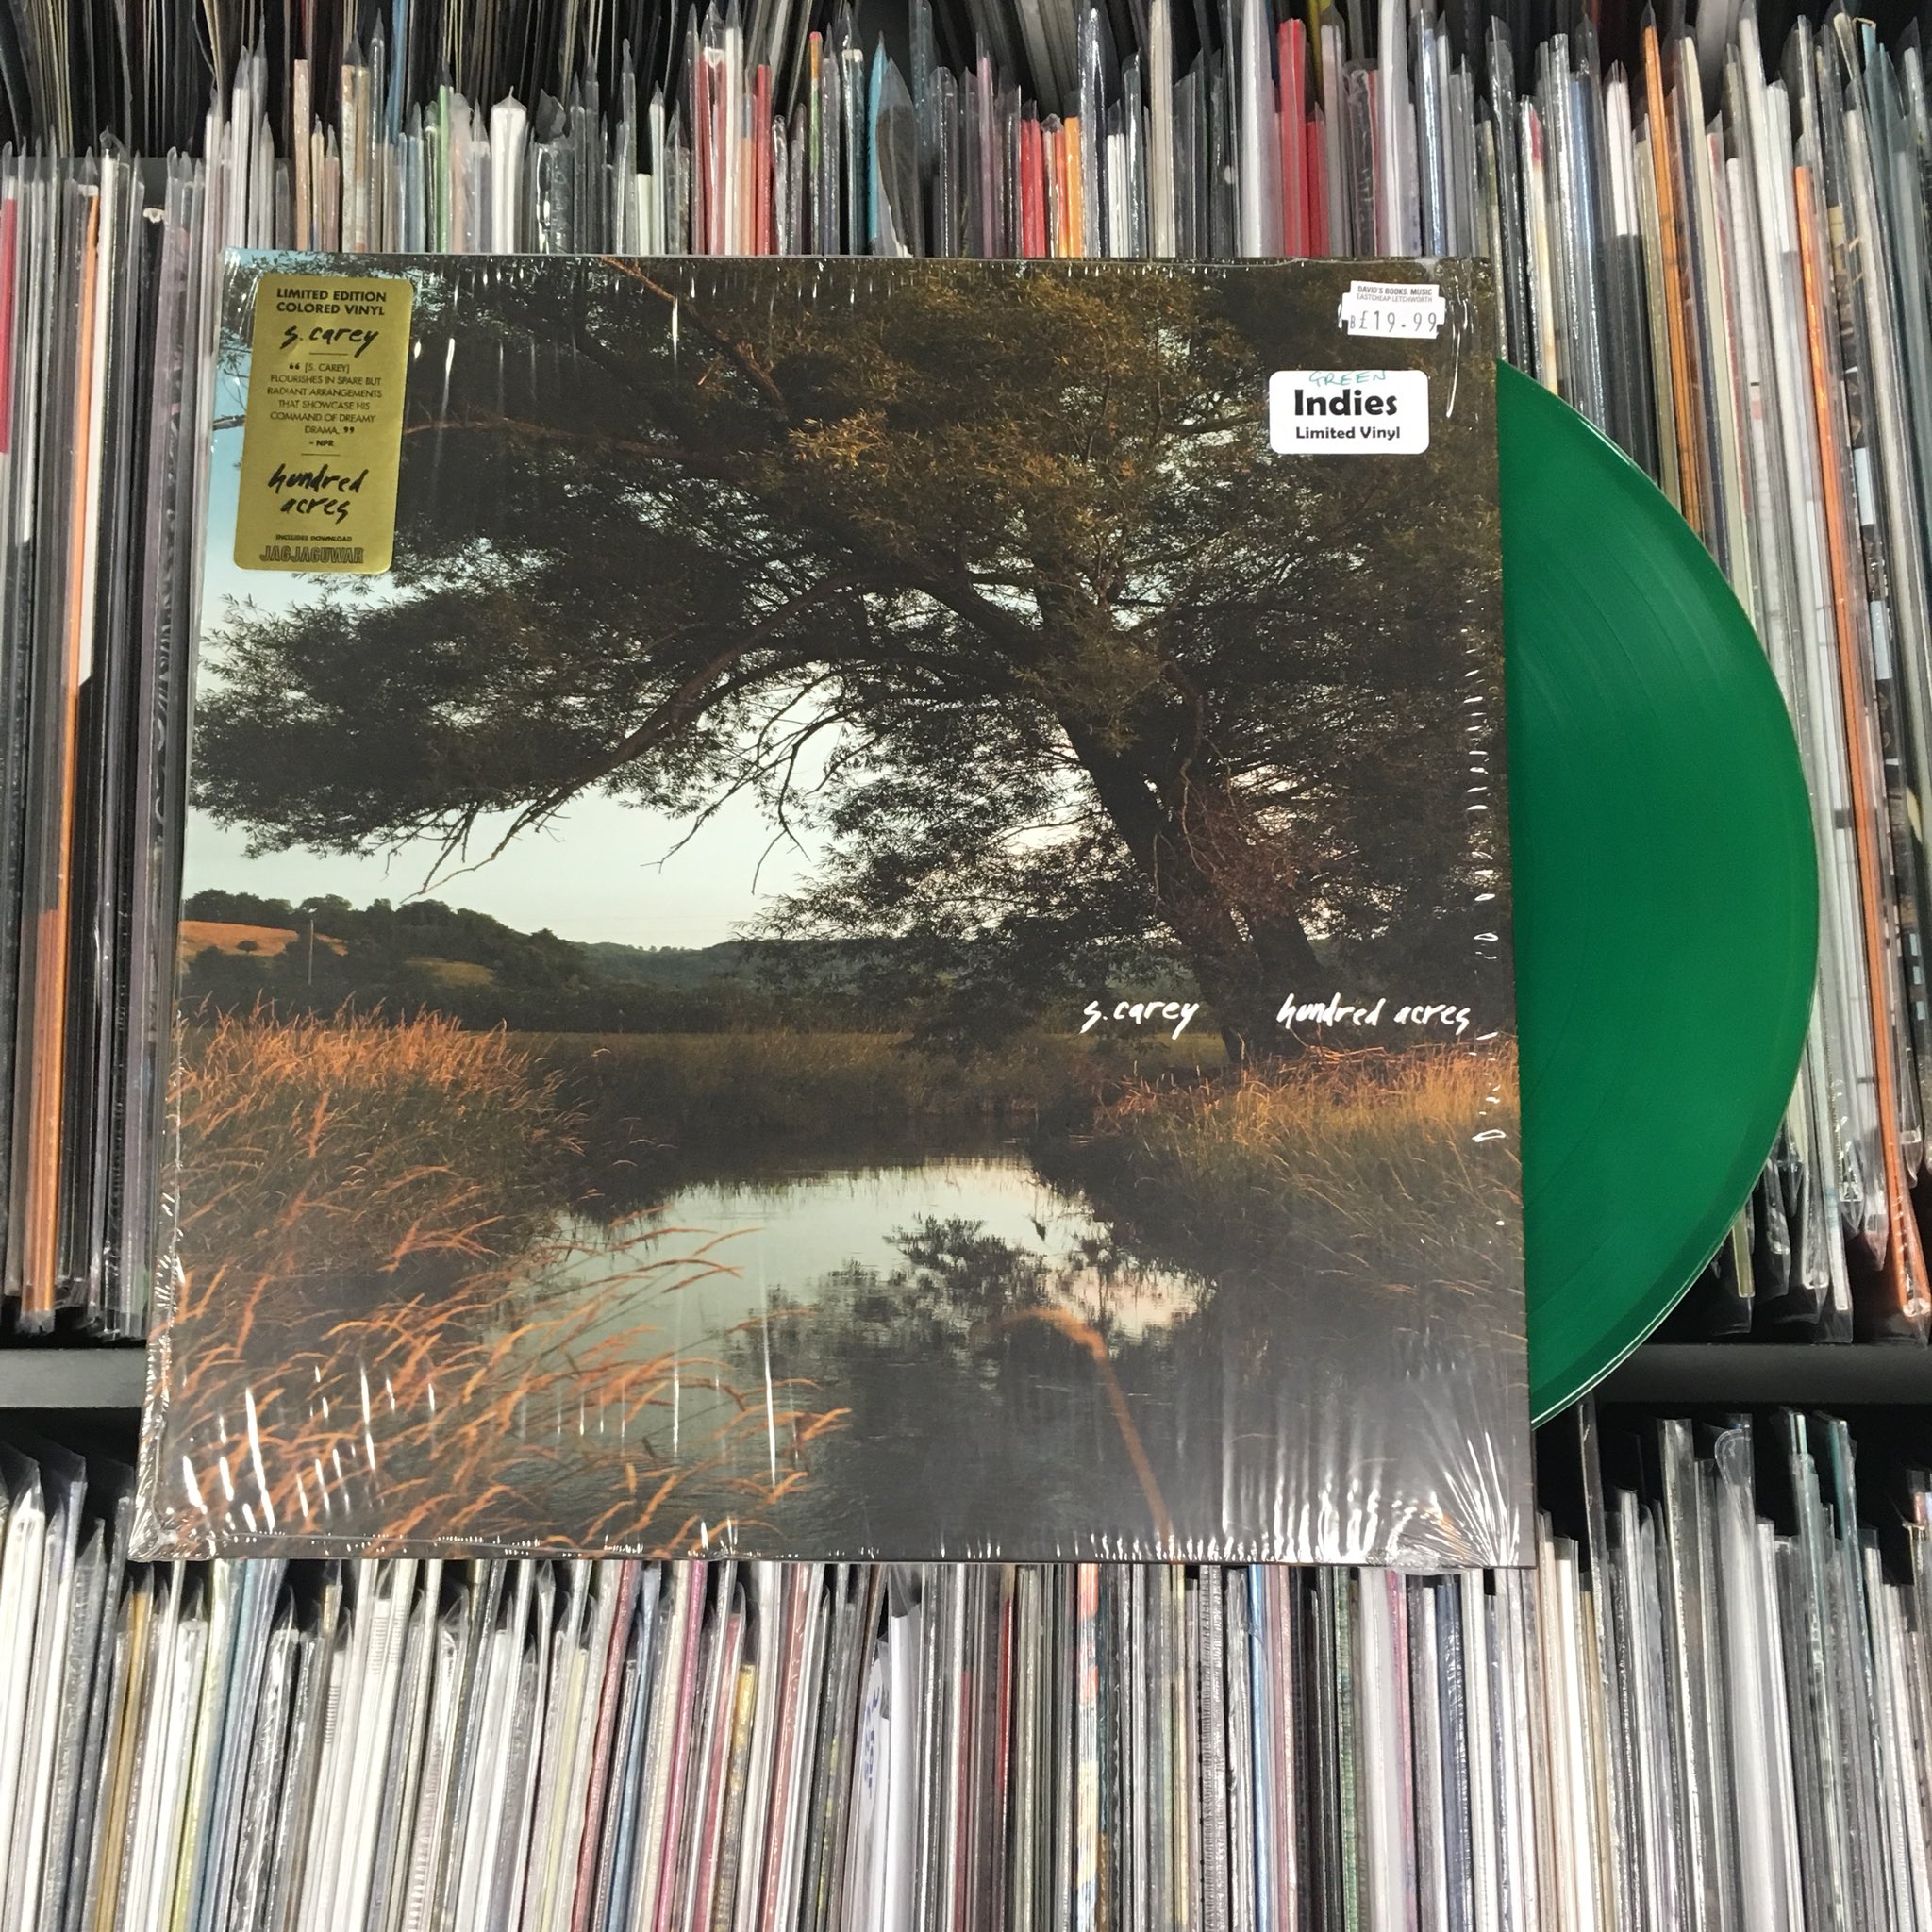 LIMITED EDITION
COLORED VINYL
s. carey
“ [S. CAREY]
FLOURISHES IN SPARE BUT
RADIANT ARRANGEMENTS
THAT SHOWCASE HIS
COMMAND OF DREAMY
DRAMA. ”
- NPR
hundred
acres
INCLUDES DOWNLOAD
JAGJAGUWAR
DAVID'S BOOKS. MUSIC
EASTCHEAP LETCHWORTH
B£19.99
GREEN
Indies
Limited Vinyl
s. carey hundred acres